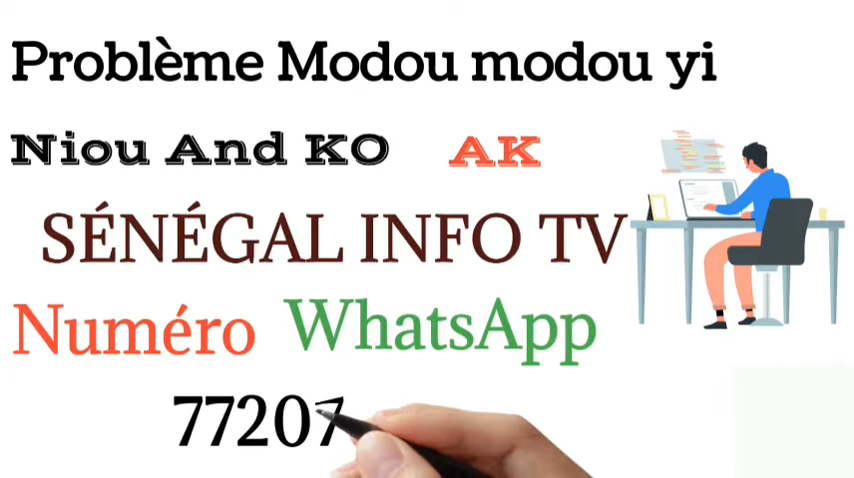 Problème Modou modou yi
Niou And KO AK
SÉNÉGAL INFO TV
Numéro WhatsApp
77207